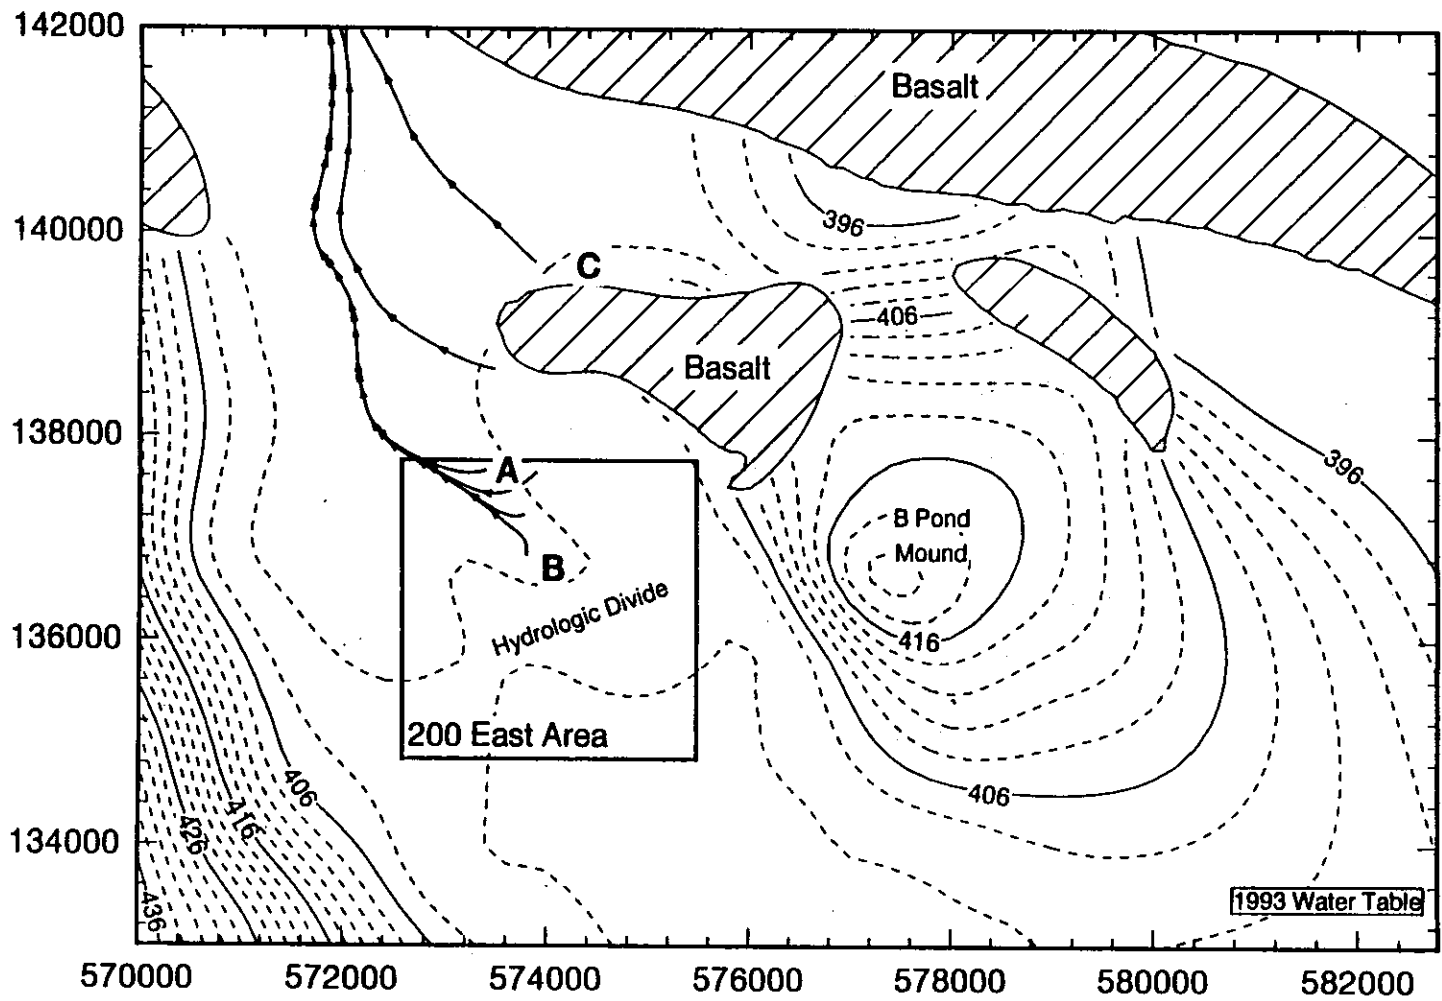 142000
Basalt
140000
396
C
406
Basalt
138000
396
A
B Pond
Mound
B
Hydrologic Divide
136000
416
200 East Area
406
406
416
426
134000
436
1993 Water Table
570000 572000 574000 576000 578000 580000 582000